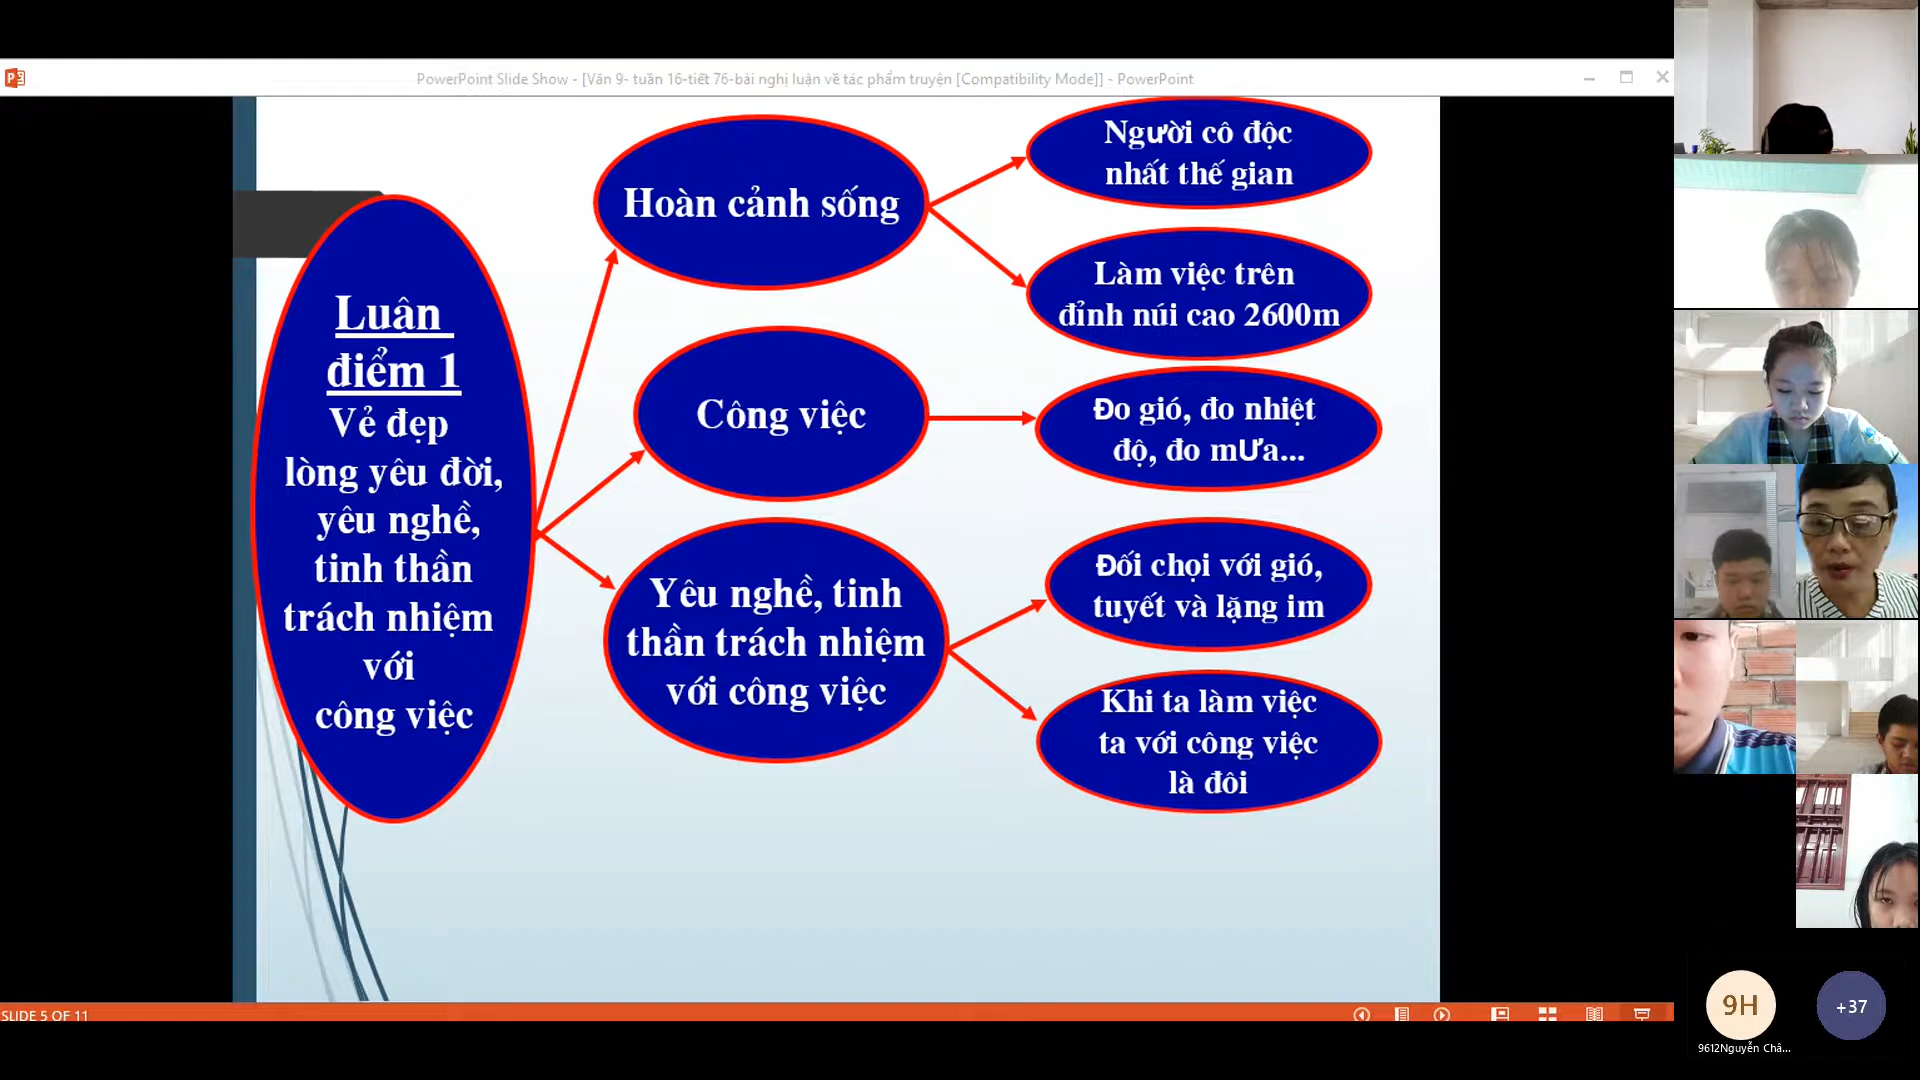 PowerPoint Slide Show - [Văn 9- tuần 16-tiết 76-bài nghị luận về tác phẩm truyện [Compatibility Mode]] - PowerPoint
Luận
điểm 1
Vẻ đẹp
lòng yêu đời,
yêu nghề,
tinh thần
trách nhiệm
với
công việc
Hoàn cảnh sống
Người cô độc
nhất thế gian
Làm việc trên
đỉnh núi cao 2600m
Công việc
Đo gió, đo nhiệt
độ, đo mưa...
Yêu nghề, tinh
thần trách nhiệm
với công việc
Đối chọi với gió,
tuyết và lặng im
Khi ta làm việc
ta với công việc
là đôi
SLIDE 5 OF 11
9H
+37
9612Nguyễn Châ...